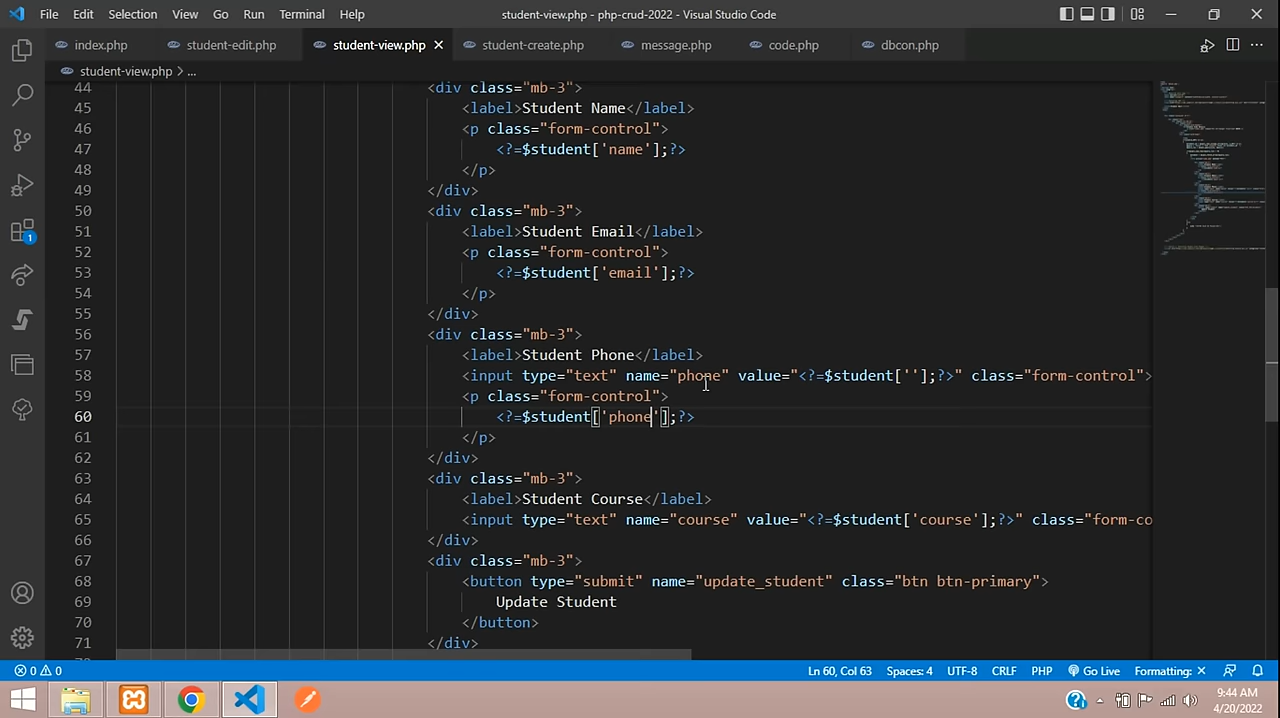 File Edit Selection View Go Run Terminal Help student-view.php - php-crud-2022 - Visual Studio Code
index.php student-edit.php student-view.php student-create.php message.php code.php dbcon.php
student-view.php > ...
44 <div class="mb-3">
45 <label>Student Name</label>
46 <p class="form-control">
47 <?=$student['name'];?>
48 </p>
49 </div>
50 <div class="mb-3">
51 <label>Student Email</label>
52 <p class="form-control">
53 <?=$student['email'];?>
54 </p>
55 </div>
56 <div class="mb-3">
57 <label>Student Phone</label>
58 <input type="text" name="phone" value="<?=$student[''];?>" class="form-control">
59 <p class="form-control">
60 <?=$student['phone'];?>
61 </p>
62 </div>
63 <div class="mb-3">
64 <label>Student Course</label>
65 <input type="text" name="course" value="<?=$student['course'];?>" class="form-co
66 </div>
67 <div class="mb-3">
68 <button type="submit" name="update_student" class="btn btn-primary">
69 Update Student
70 </button>
71 </div>
1
0 0 Ln 60, Col 63 Spaces: 4 UTF-8 CRLF PHP Go Live Formatting: ×
9:44 AM
4/20/2022